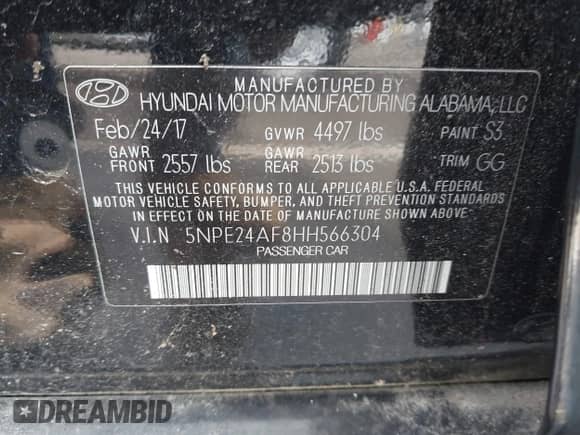 MANUFACTURED BY
HYUNDAI MOTOR MANUFACTURING ALABAMA, LLC
Feb/24/17 GVWR 4497 lbs PAINT S3
GAWR FRONT 2557 lbs GAWR REAR 2513 lbs TRIM GG
THIS VEHICLE CONFORMS TO ALL APPLICABLE U.S.A. FEDERAL
MOTOR VEHICLE SAFETY, BUMPER, AND THEFT PREVENTION STANDARDS
IN EFFECT ON THE DATE OF MANUFACTURE SHOWN ABOVE.
V.I.N 5NPE24AF8HH566304
PASSENGER CAR
DREAMBID